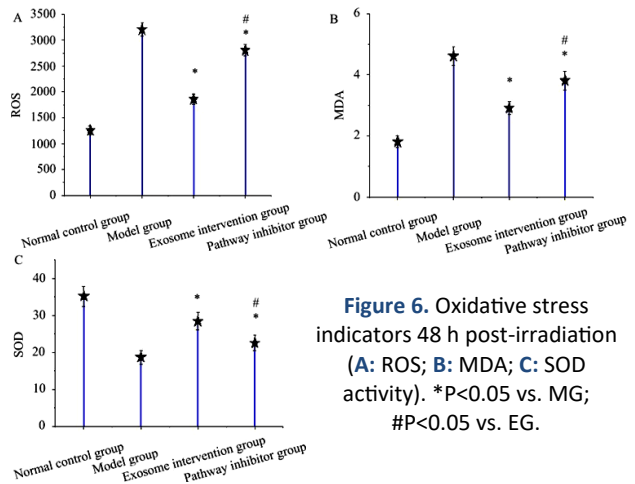 A
3500
3000
2500
2000
1500
1000
500
0
ROS
*
#
*
Normal control group
Model group
Exosome intervention group
Pathway inhibitor group
B
6
4
2
0
MDA
*
#
*
Normal control group
Model group
Exosome intervention group
Pathway inhibitor group
C
40
30
20
10
0
SOD
*
#
*
Normal control group
Model group
Exosome intervention group
Pathway inhibitor group
Figure 6. Oxidative stress
indicators 48 h post-irradiation
(A: ROS; B: MDA; C: SOD
activity). *P<0.05 vs. MG;
#P<0.05 vs. EG.